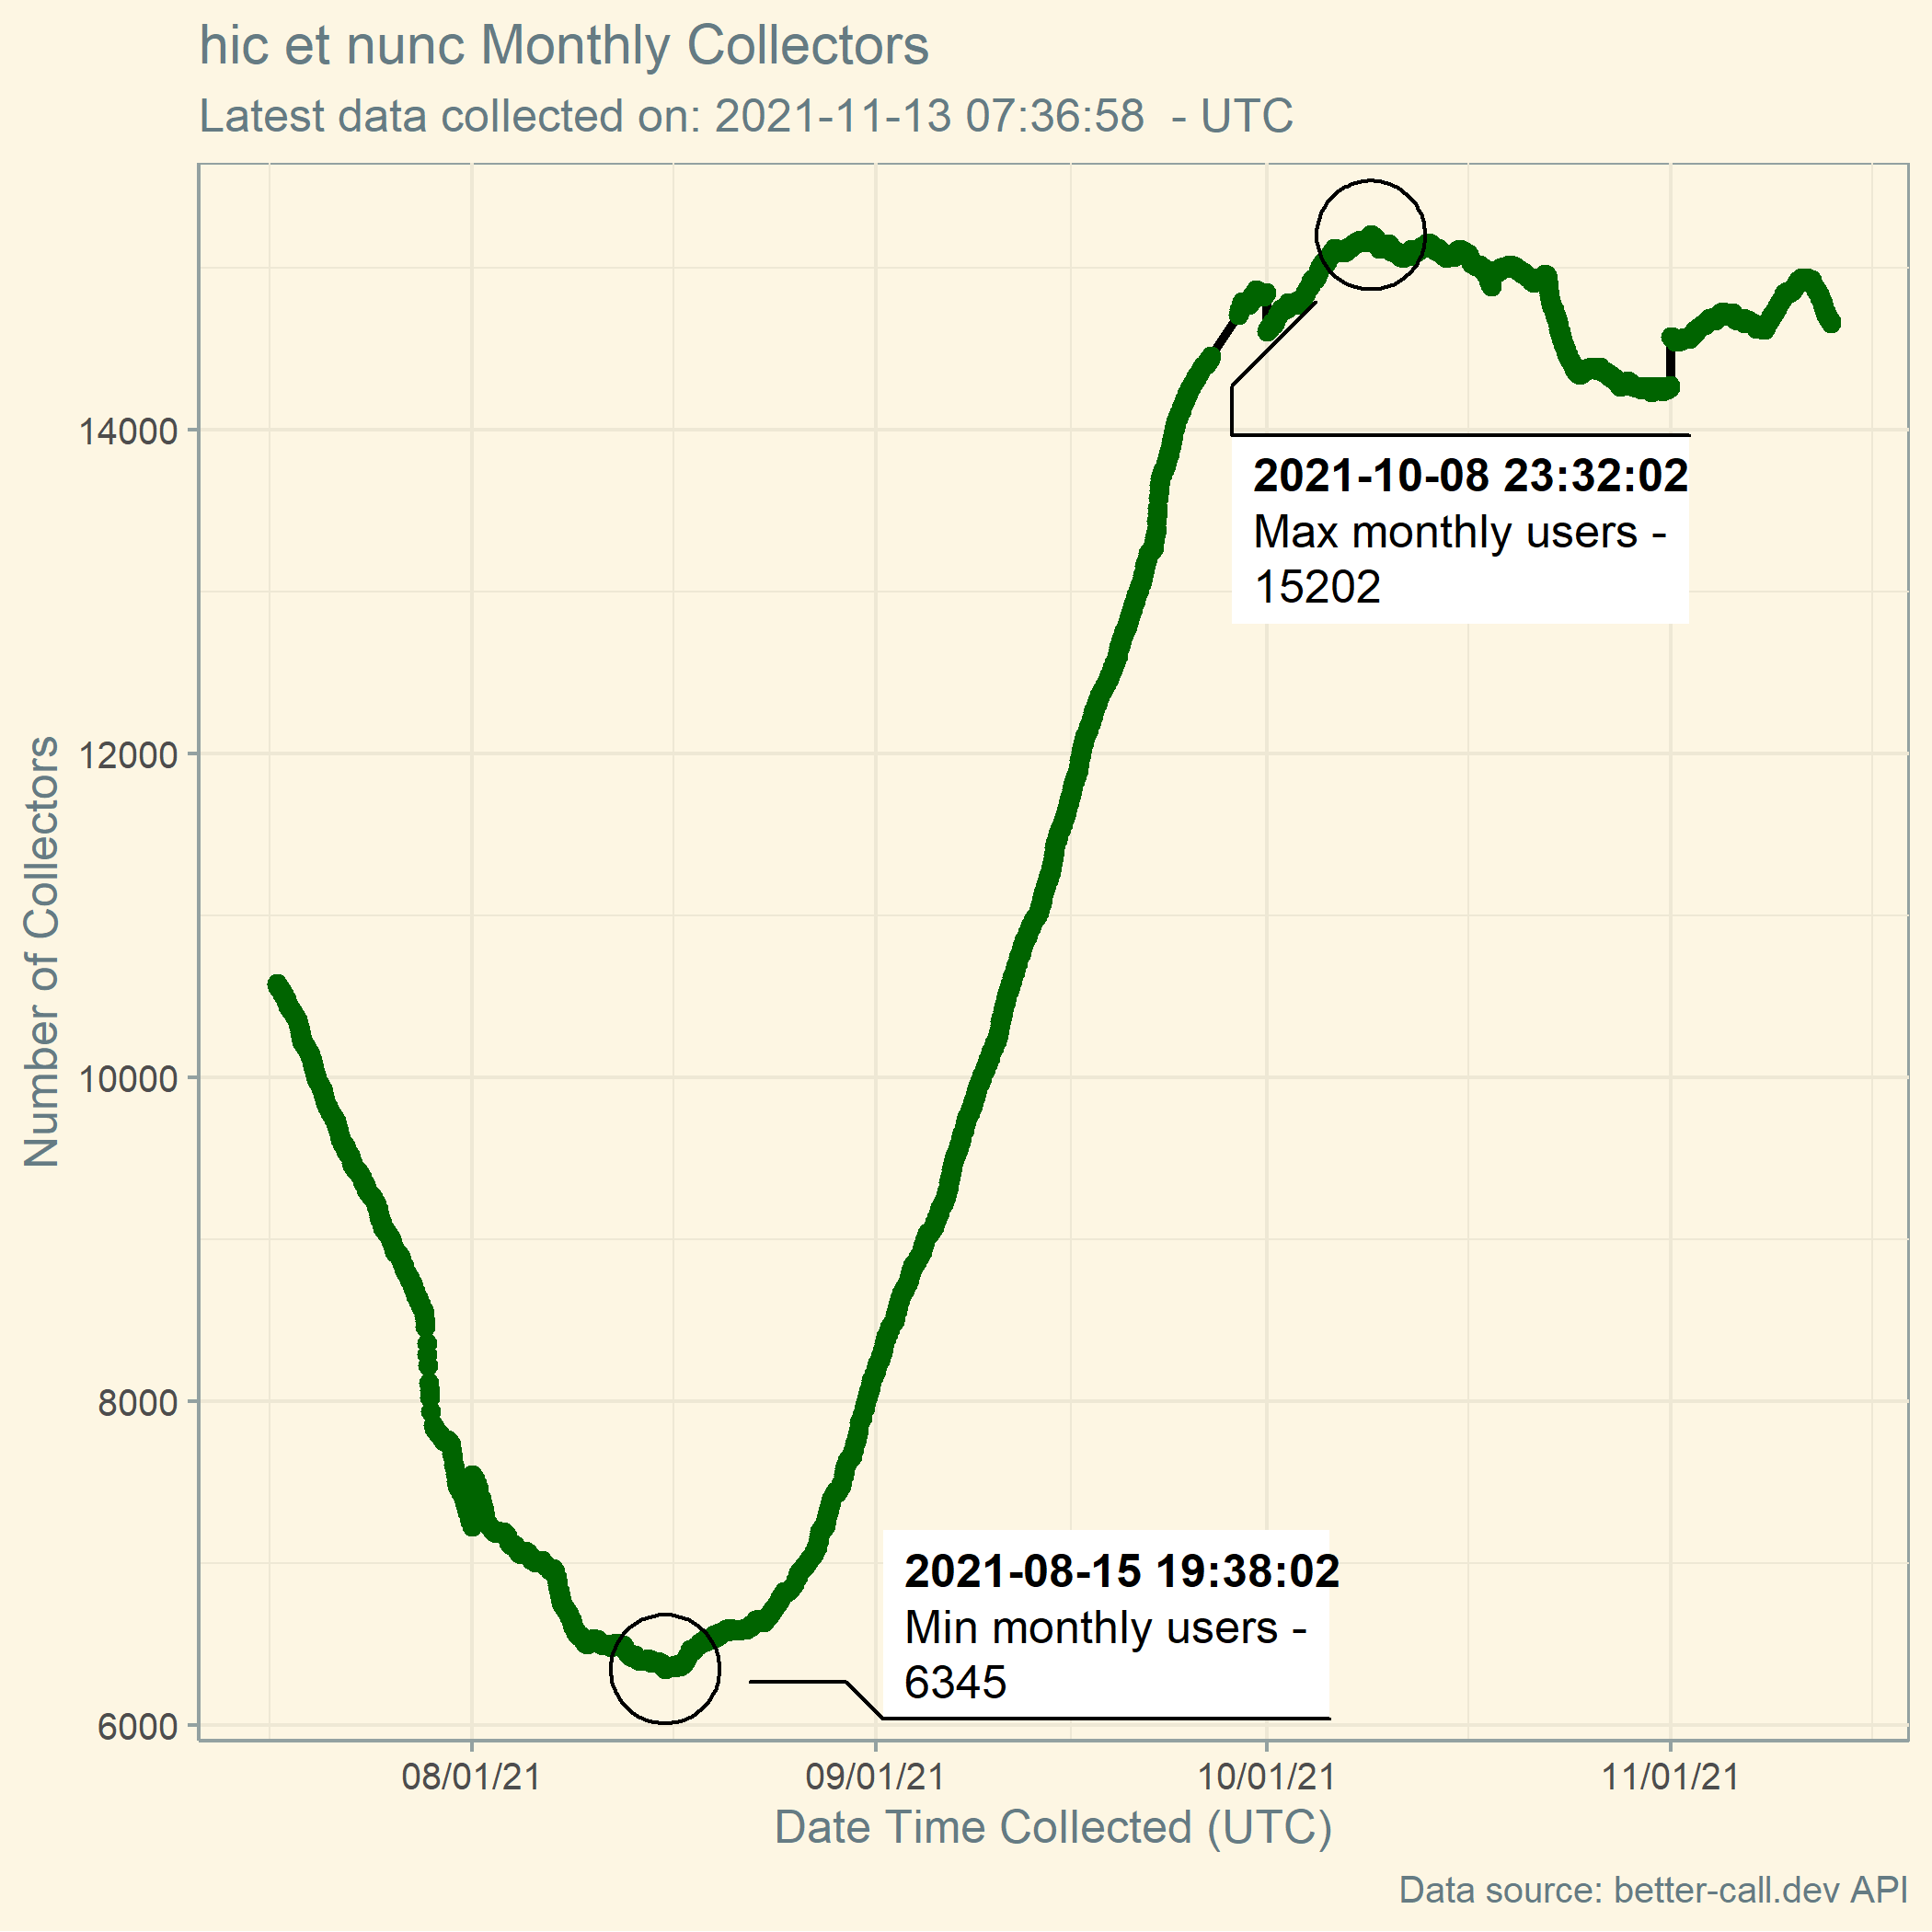 hic et nunc Monthly Collectors
Latest data collected on: 2021-11-13 07:36:58  - UTC
Number of Collectors
14000
12000
10000
8000
6000
2021-10-08 23:32:02
Max monthly users -
15202
2021-08-15 19:38:02
Min monthly users -
6345
08/01/21
09/01/21
10/01/21
11/01/21
Date Time Collected (UTC)
Data source: better-call.dev API